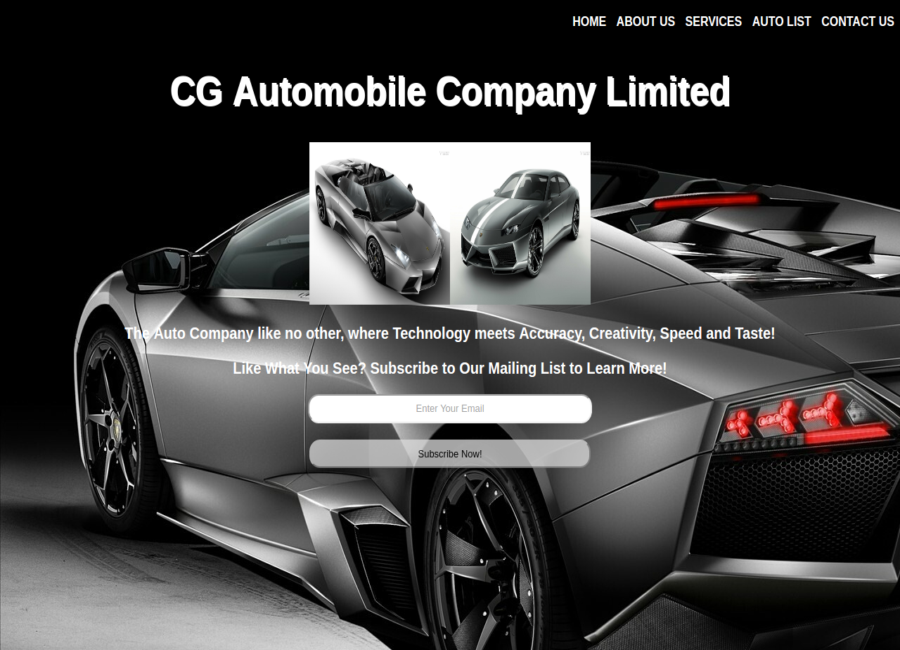 HOME ABOUT US SERVICES AUTO LIST CONTACT US
CG Automobile Company Limited
The Auto Company like no other, where Technology meets Accuracy, Creativity, Speed and Taste!
Like What You See? Subscribe to Our Mailing List to Learn More!
Enter Your Email
Subscribe Now!